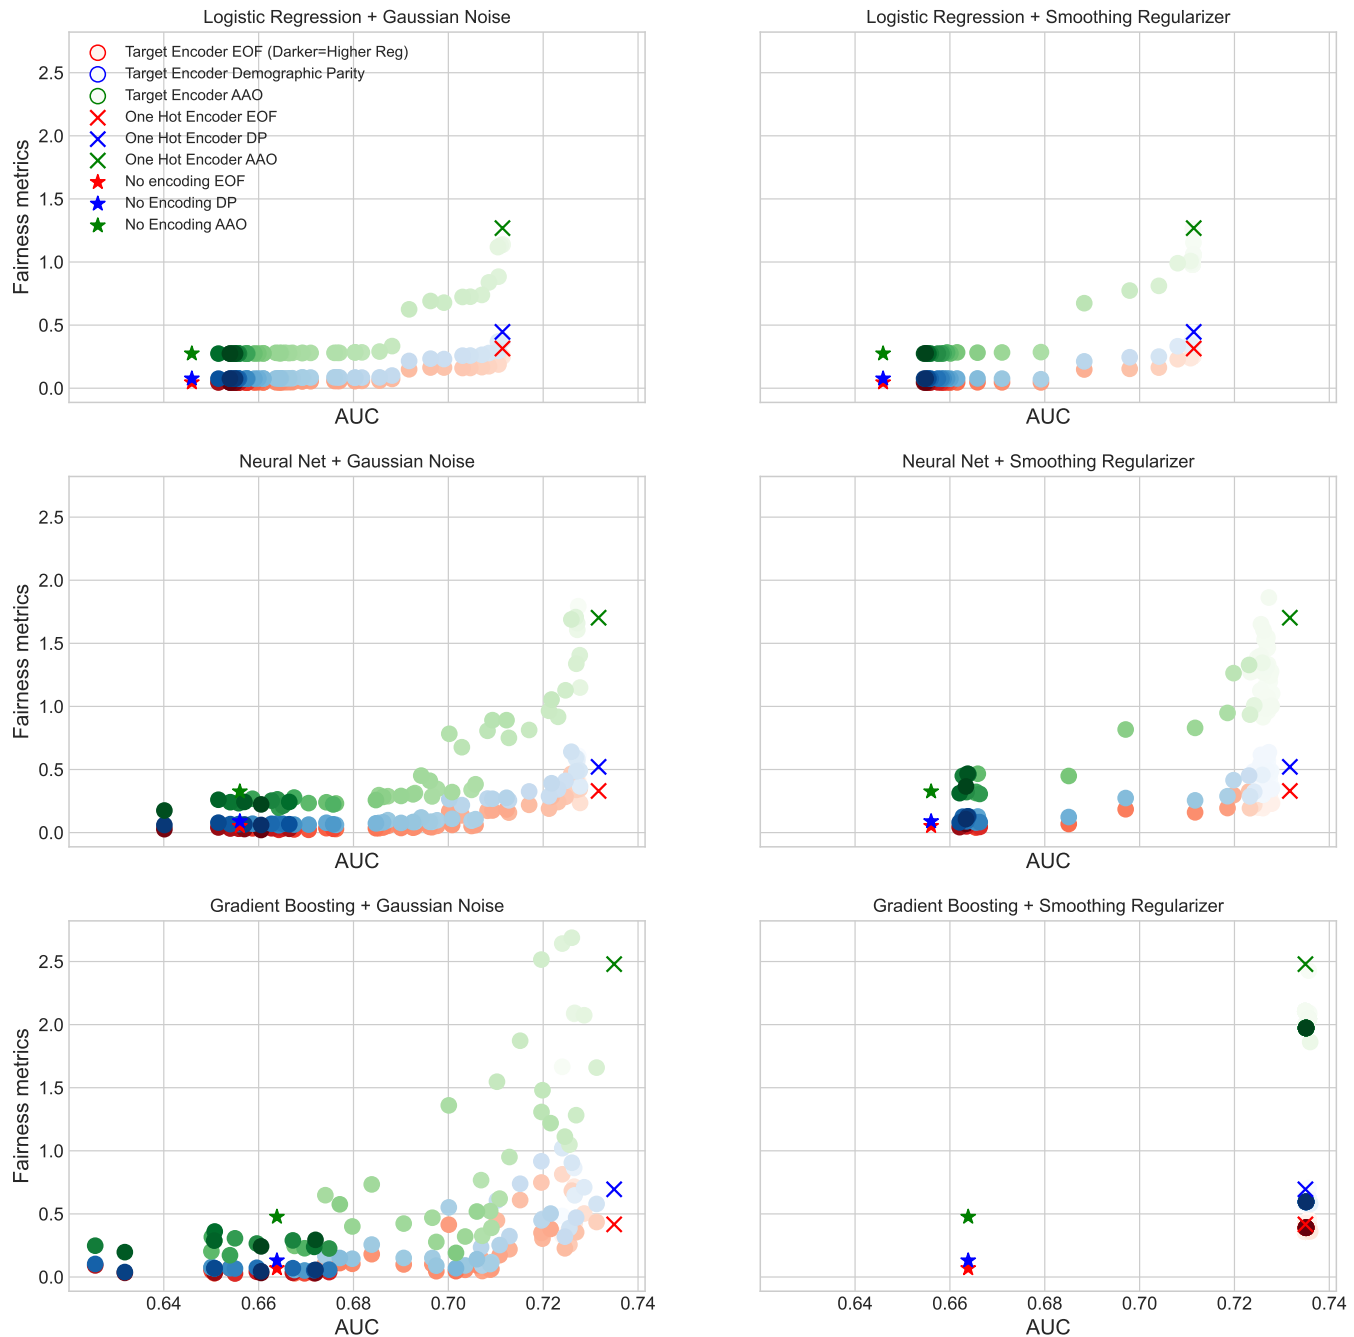 Logistic Regression + Gaussian Noise
Logistic Regression + Smoothing Regularizer
Fairness metrics
2.5
2.0
1.5
1.0
0.5
0.0
Target Encoder EOF (Darker=Higher Reg)
Target Encoder Demographic Parity
Target Encoder AAO
One Hot Encoder EOF
One Hot Encoder DP
One Hot Encoder AAO
No encoding EOF
No Encoding DP
No Encoding AAO
AUC
AUC
Neural Net + Gaussian Noise
Neural Net + Smoothing Regularizer
Fairness metrics
2.5
2.0
1.5
1.0
0.5
0.0
AUC
AUC
Gradient Boosting + Gaussian Noise
Gradient Boosting + Smoothing Regularizer
Fairness metrics
2.5
2.0
1.5
1.0
0.5
0.0
0.64 0.66 0.68 0.70 0.72 0.74
0.64 0.66 0.68 0.70 0.72 0.74
AUC
AUC